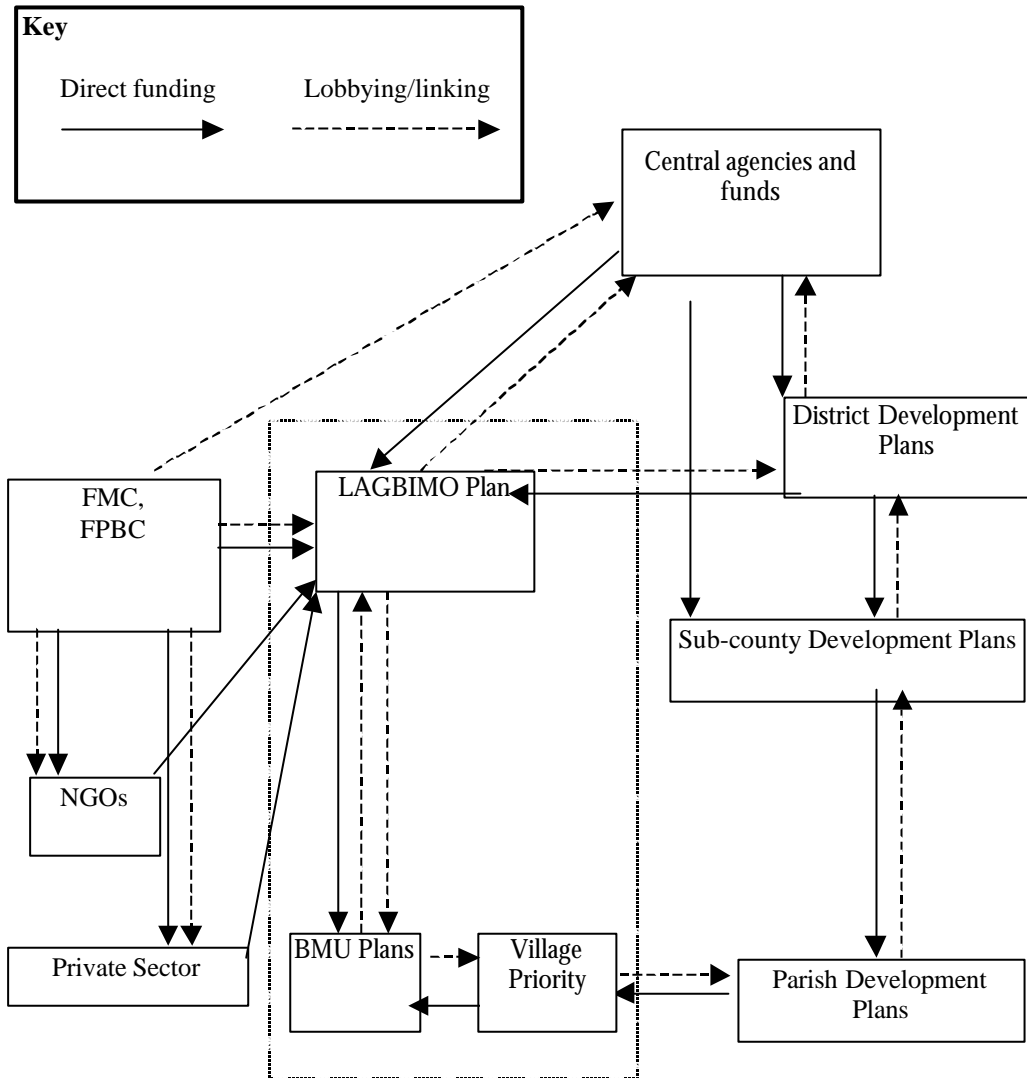 Key
Direct funding
Lobbying/linking
Central agencies and
funds
District Development
Plans
LAGBIMO Plan
FMC,
FPBC
Sub-county Development Plans
NGOs
BMU Plans
Village
Priority
Private Sector
Parish Development
Plans